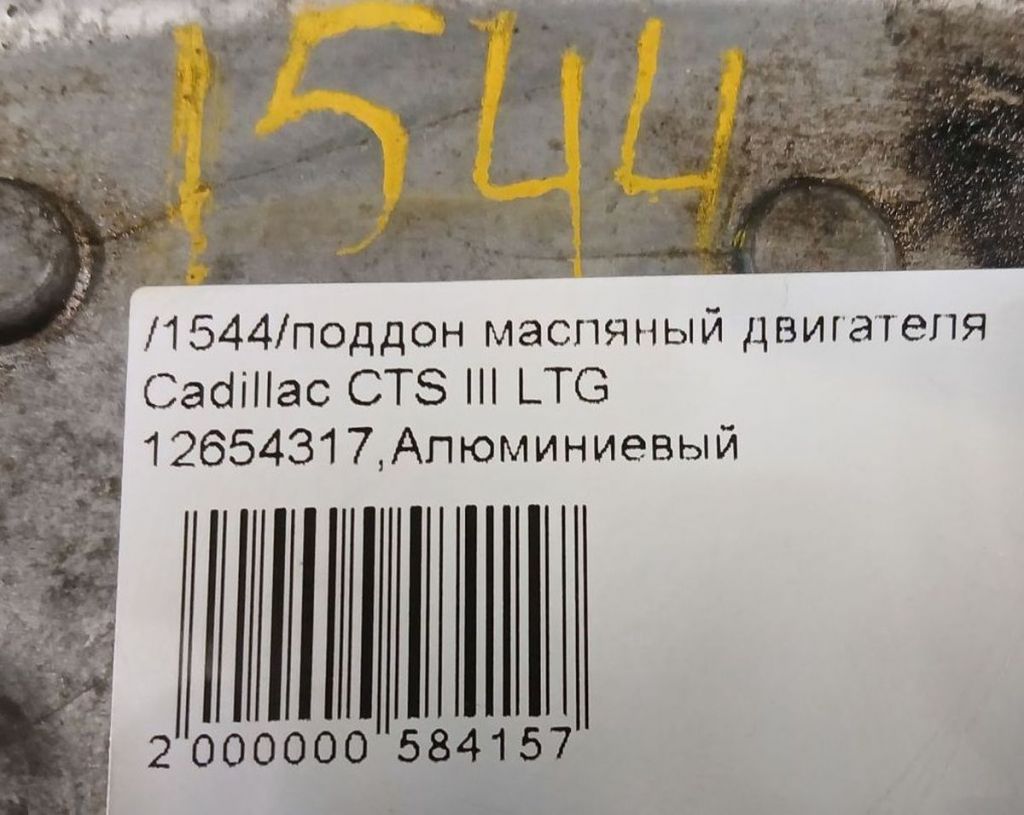 1544
/1544/поддон масляный двигателя
Cadillac CTS III LTG
12654317,Алюминиевый
2 000000 584157